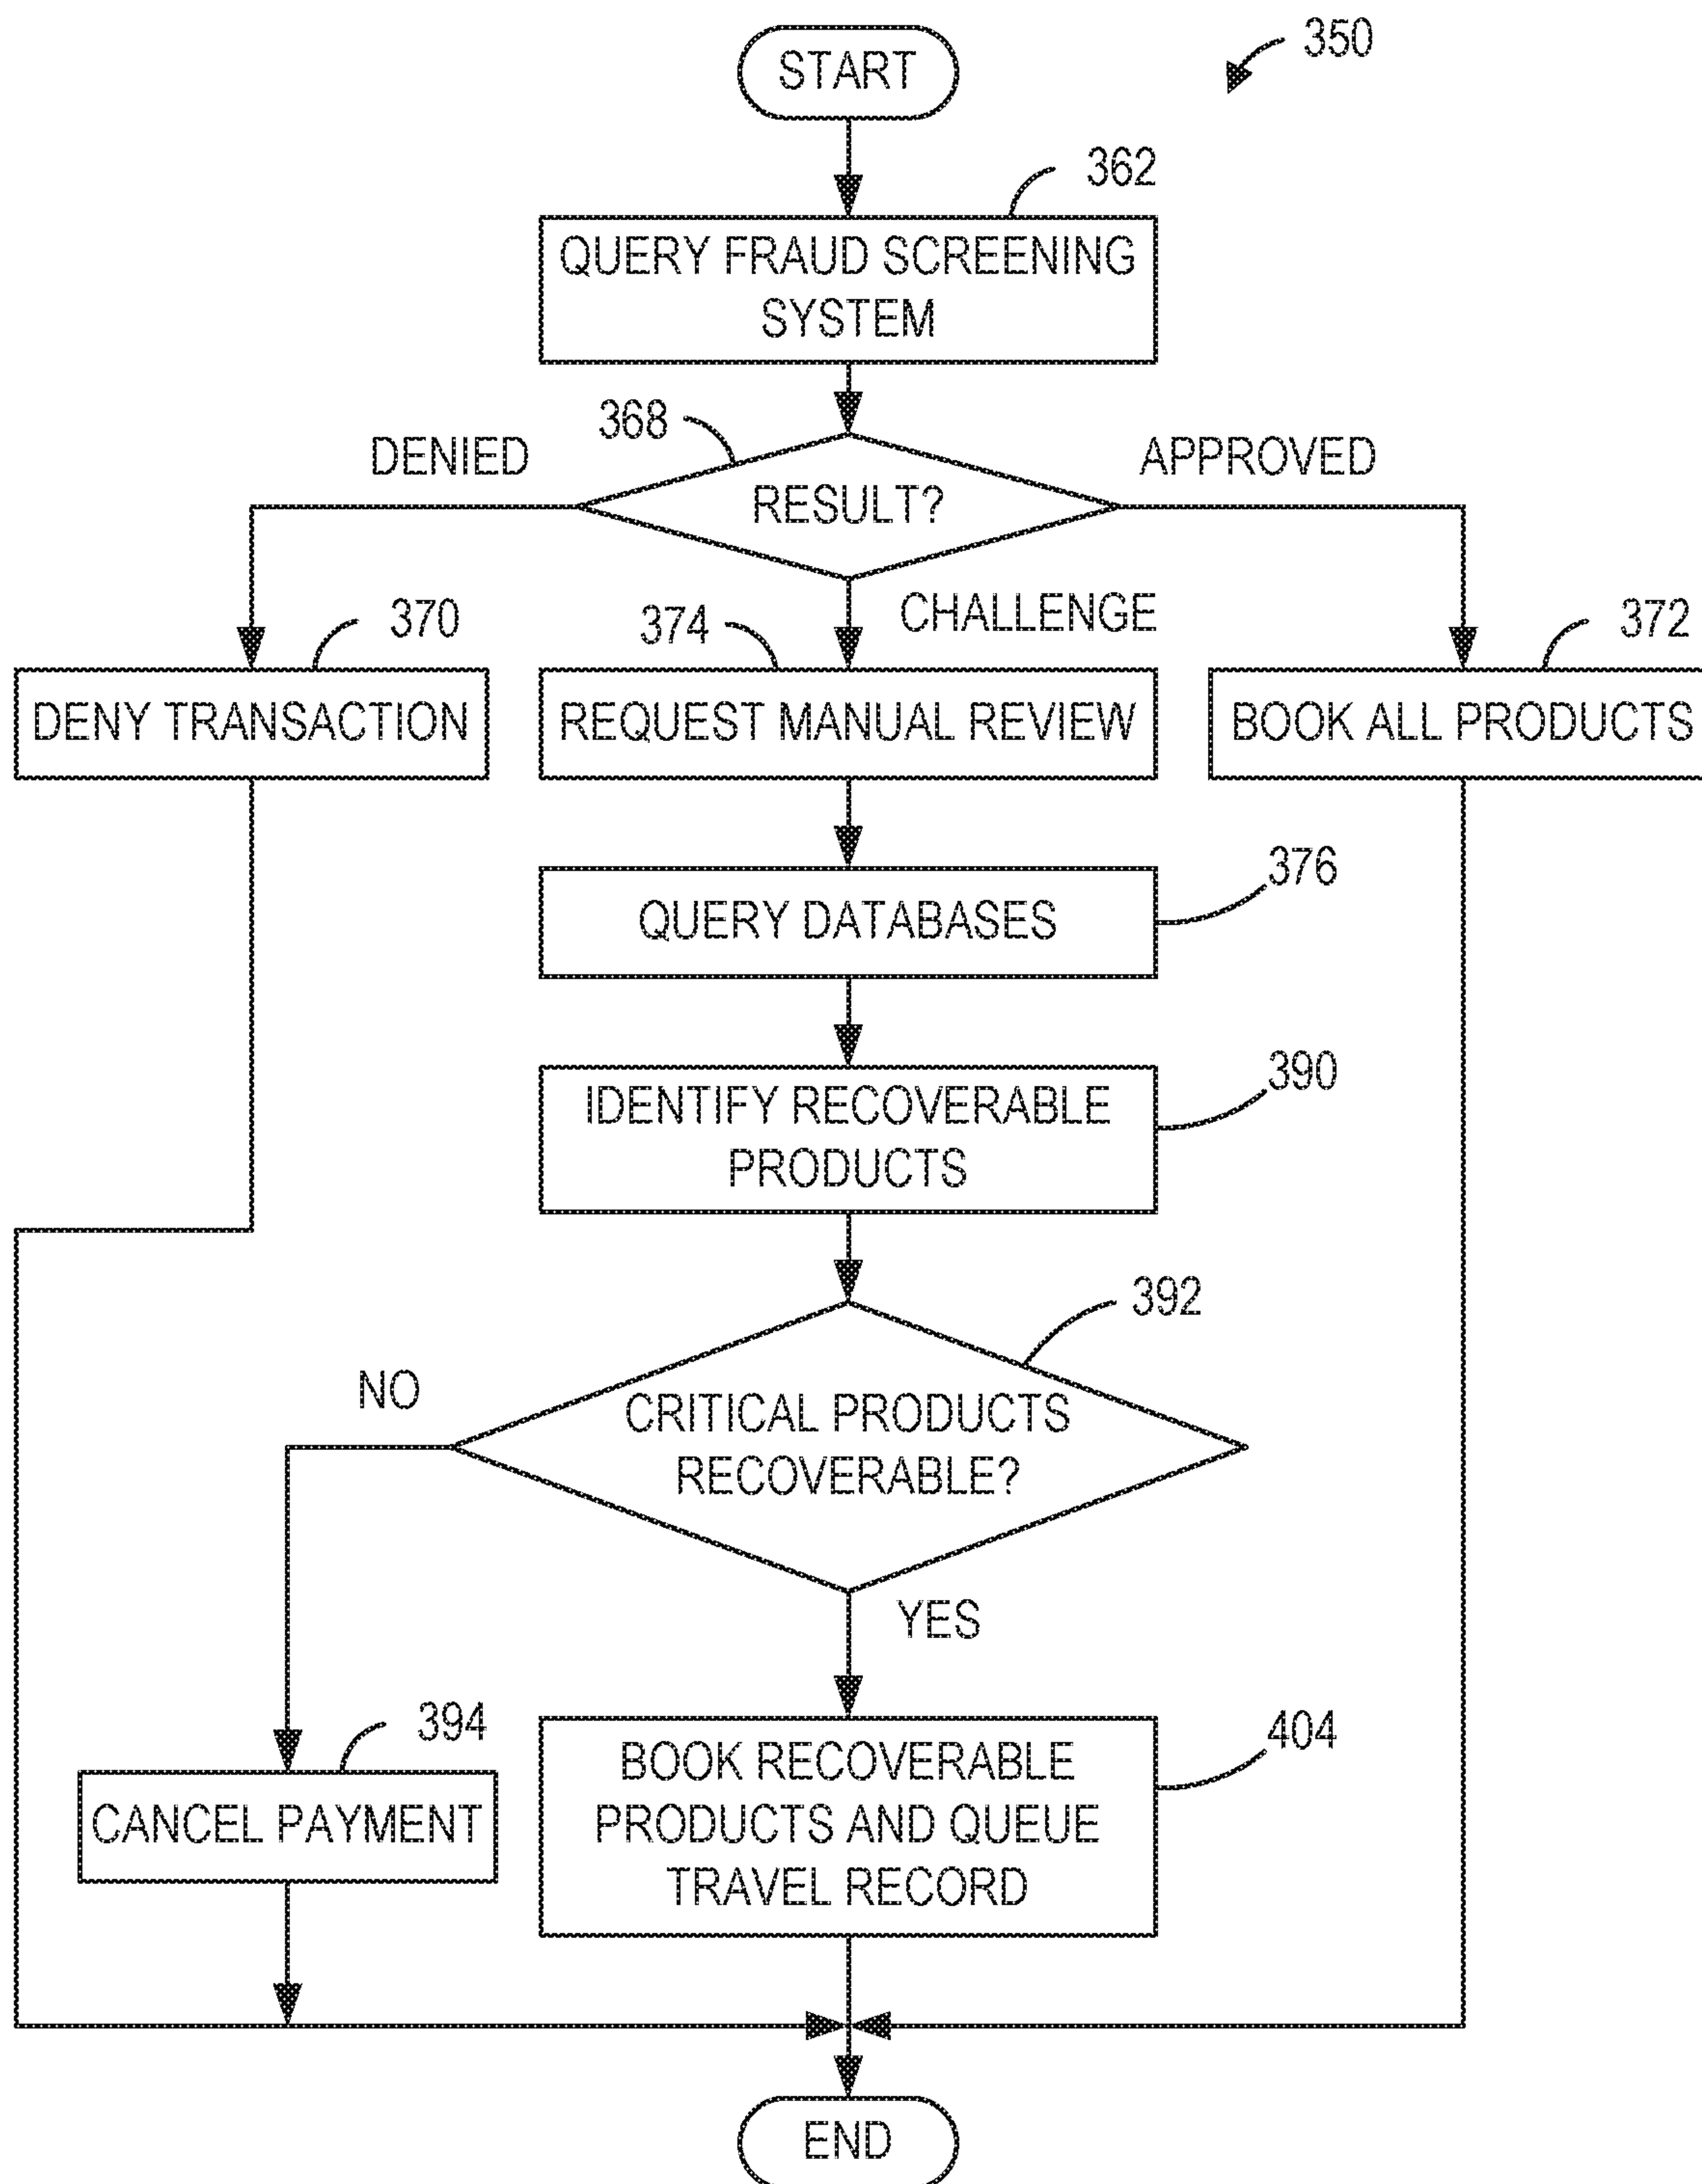 START
350
362
QUERY FRAUD SCREENING
SYSTEM
368
DENIED
APPROVED
RESULT?
CHALLENGE
370
374
372
DENY TRANSACTION
REQUEST MANUAL REVIEW
BOOK ALL PRODUCTS
376
QUERY DATABASES
390
IDENTIFY RECOVERABLE
PRODUCTS
392
NO
CRITICAL PRODUCTS
RECOVERABLE?
YES
394
404
CANCEL PAYMENT
BOOK RECOVERABLE
PRODUCTS AND QUEUE
TRAVEL RECORD
END